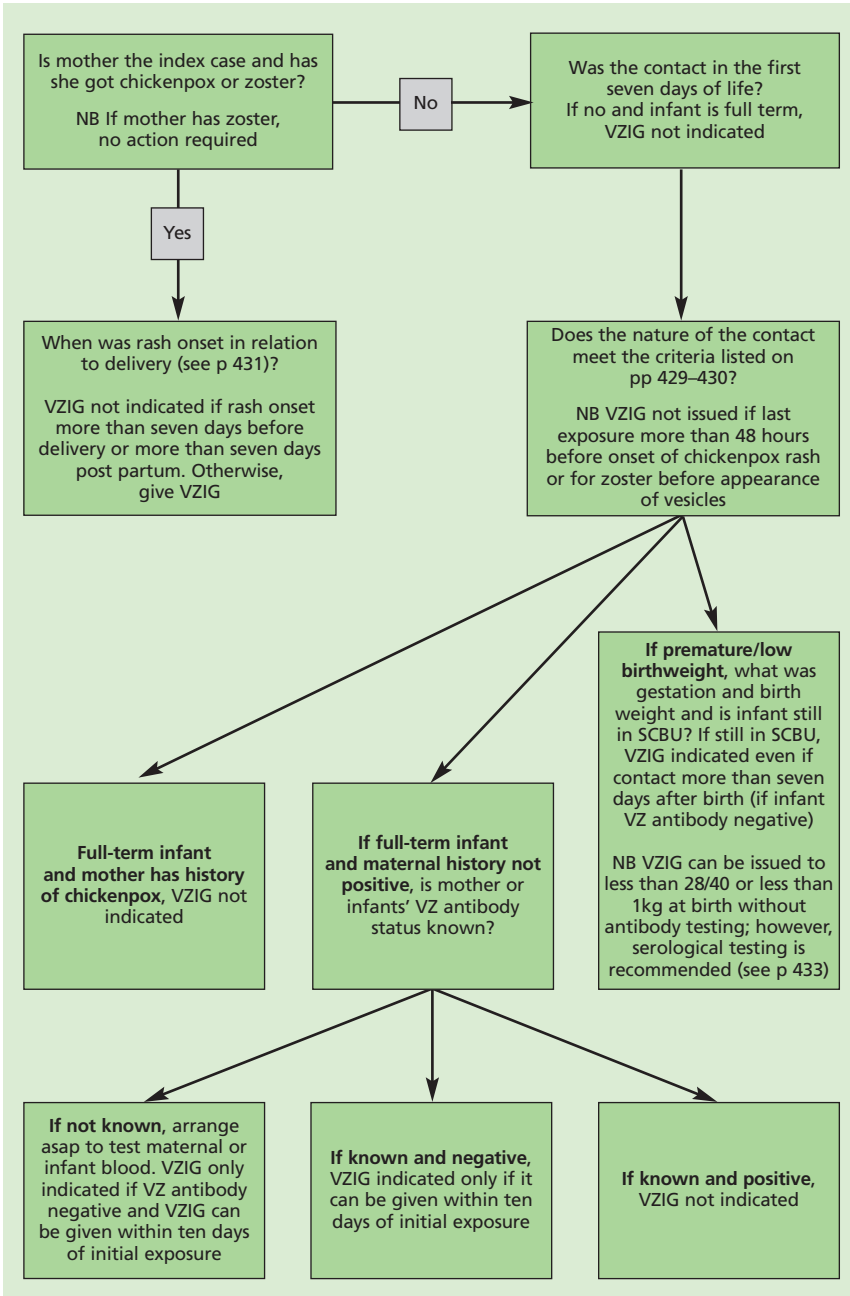 Is mother the index case and has
she got chickenpox or zoster?
NB If mother has zoster,
no action required
No
Was the contact in the first
seven days of life?
If no and infant is full term,
VZIG not indicated
Yes
When was rash onset in relation
to delivery (see p 431)?
VZIG not indicated if rash onset
more than seven days before
delivery or more than seven days
post partum. Otherwise,
give VZIG
Does the nature of the contact
meet the criteria listed on
pp 429–430?
NB VZIG not issued if last
exposure more than 48 hours
before onset of chickenpox rash
or for zoster before appearance
of vesicles
Full-term infant
and mother has history
of chickenpox, VZIG not
indicated
If full-term infant
and maternal history not
positive, is mother or
infants' VZ antibody
status known?
If premature/low
birthweight, what was
gestation and birth
weight and is infant still
in SCBU? If still in SCBU,
VZIG indicated even if
contact more than seven
days after birth (if infant
VZ antibody negative)
NB VZIG can be issued to
less than 28/40 or less than
1kg at birth without
antibody testing; however,
serological testing is
recommended (see p 433)
If not known, arrange
asap to test maternal or
infant blood. VZIG only
indicated if VZ antibody
negative and VZIG can
be given within ten days
of initial exposure
If known and negative,
VZIG indicated only if it
can be given within ten
days of initial exposure
If known and positive,
VZIG not indicated